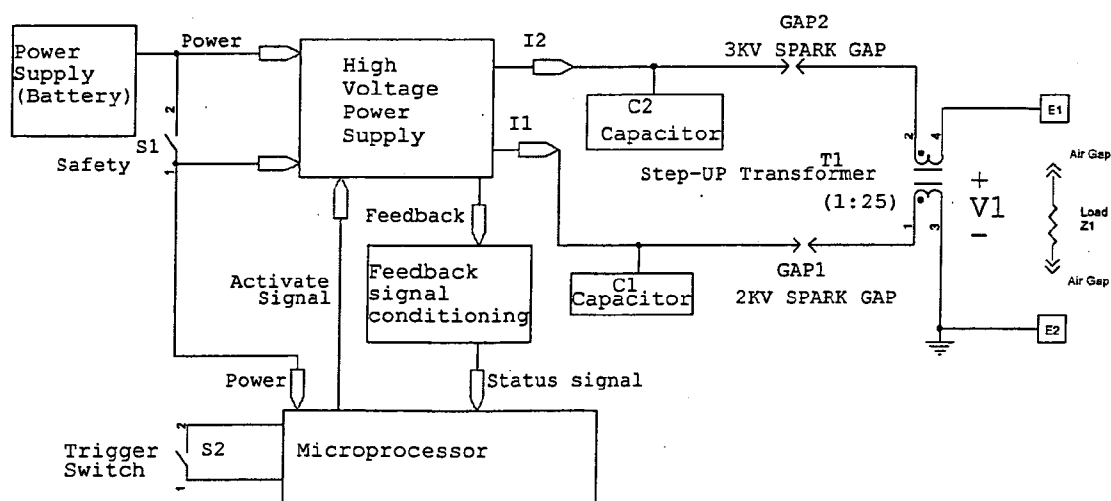 Power
Supply
(Battery)
Power
2
S1
Safety
1
High
Voltage
Power
Supply
I2
I1
GAP2
3KV SPARK GAP
C2
Capacitor
T1
Step-UP Transformer
(1:25)
2
4
1
3
+
V1
-
E1
Air Gap
Load
Z1
Air Gap
E2
GAP1
2KV SPARK GAP
C1
Capacitor
Feedback
Feedback
signal
conditioning
Activate
Signal
Power
Status signal
Microprocessor
2
S2
Trigger
Switch
1